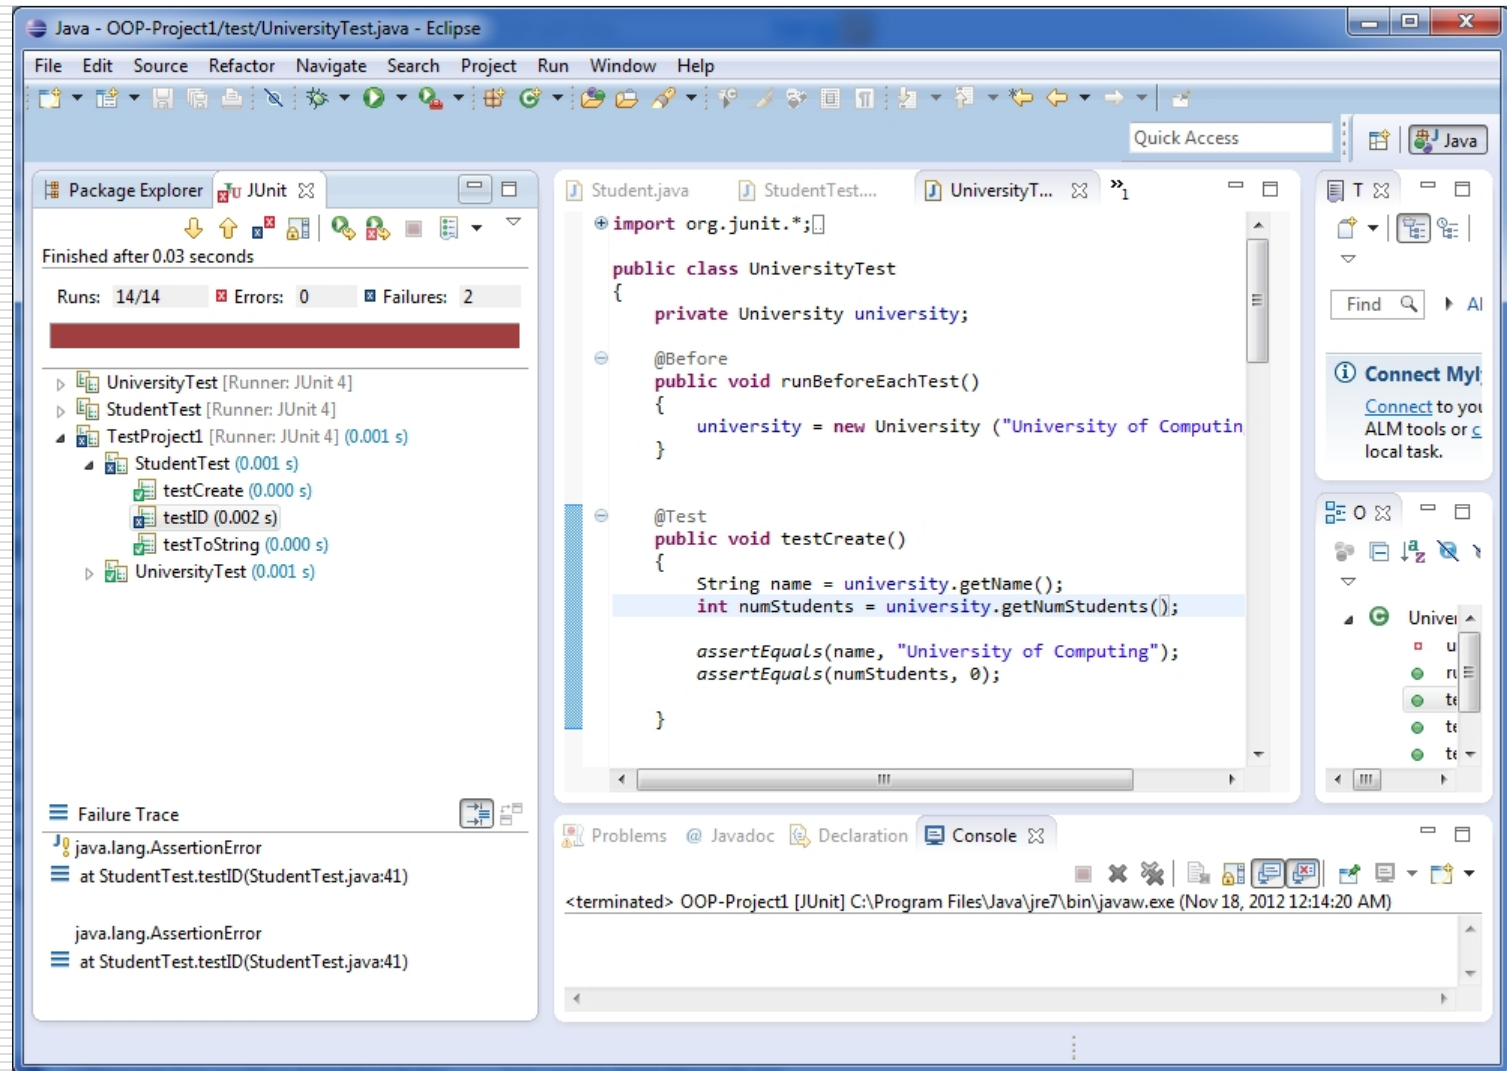 Java - OOP-Project1/test/UniversityTest.java - Eclipse
File Edit Source Refactor Navigate Search Project Run Window Help
Quick Access
Java
Package Explorer
JUnit
Finished after 0.03 seconds
Runs: 14/14 Errors: 0 Failures: 2
UniversityTest [Runner: JUnit 4]
StudentTest [Runner: JUnit 4]
TestProject1 [Runner: JUnit 4] (0.001 s)
StudentTest (0.001 s)
testCreate (0.000 s)
testID (0.002 s)
testToString (0.000 s)
UniversityTest (0.001 s)
Failure Trace
java.lang.AssertionError
at StudentTest.testID(StudentTest.java:41)
java.lang.AssertionError
at StudentTest.testID(StudentTest.java:41)
Student.java StudentTest.... UniversityT... »1
import org.junit.*;
public class UniversityTest
{
private University university;
@Before
public void runBeforeEachTest()
{
university = new University ("University of Computin
}
@Test
public void testCreate()
{
String name = university.getName();
int numStudents = university.getNumStudents();
assertEquals(name, "University of Computing");
assertEquals(numStudents, 0);
}
Problems @ Javadoc Declaration Console
<terminated> OOP-Project1 [JUnit] C:\Program Files\Java\jre7\bin\javaw.exe (Nov 18, 2012 12:14:20 AM)
T
Find Al
Connect Myl
Connect to you
ALM tools or c
local task.
O
Univer
u
ru
te
te
te